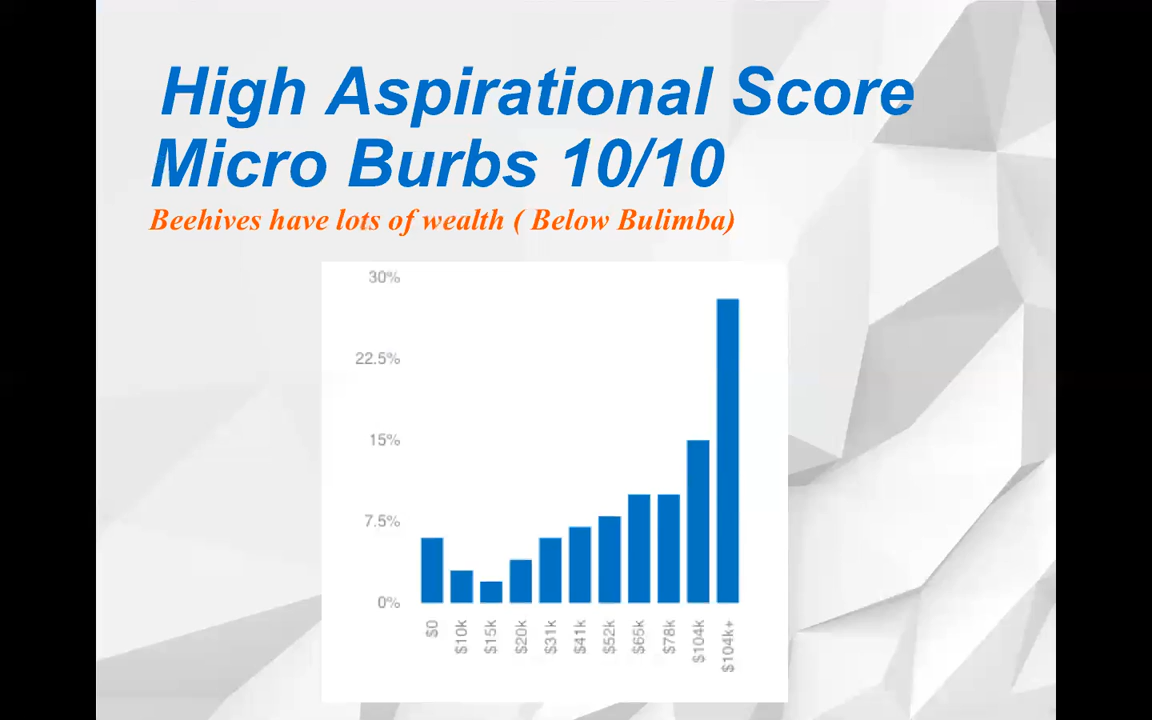 High Aspirational Score
Micro Burbs 10/10
Beehives have lots of wealth ( Below Bulimba)
30%
22.5%
15%
7.5%
0%
$0
$10k
$15k
$20k
$31k
$41k
$52k
$65k
$78k
$104k
$104k+